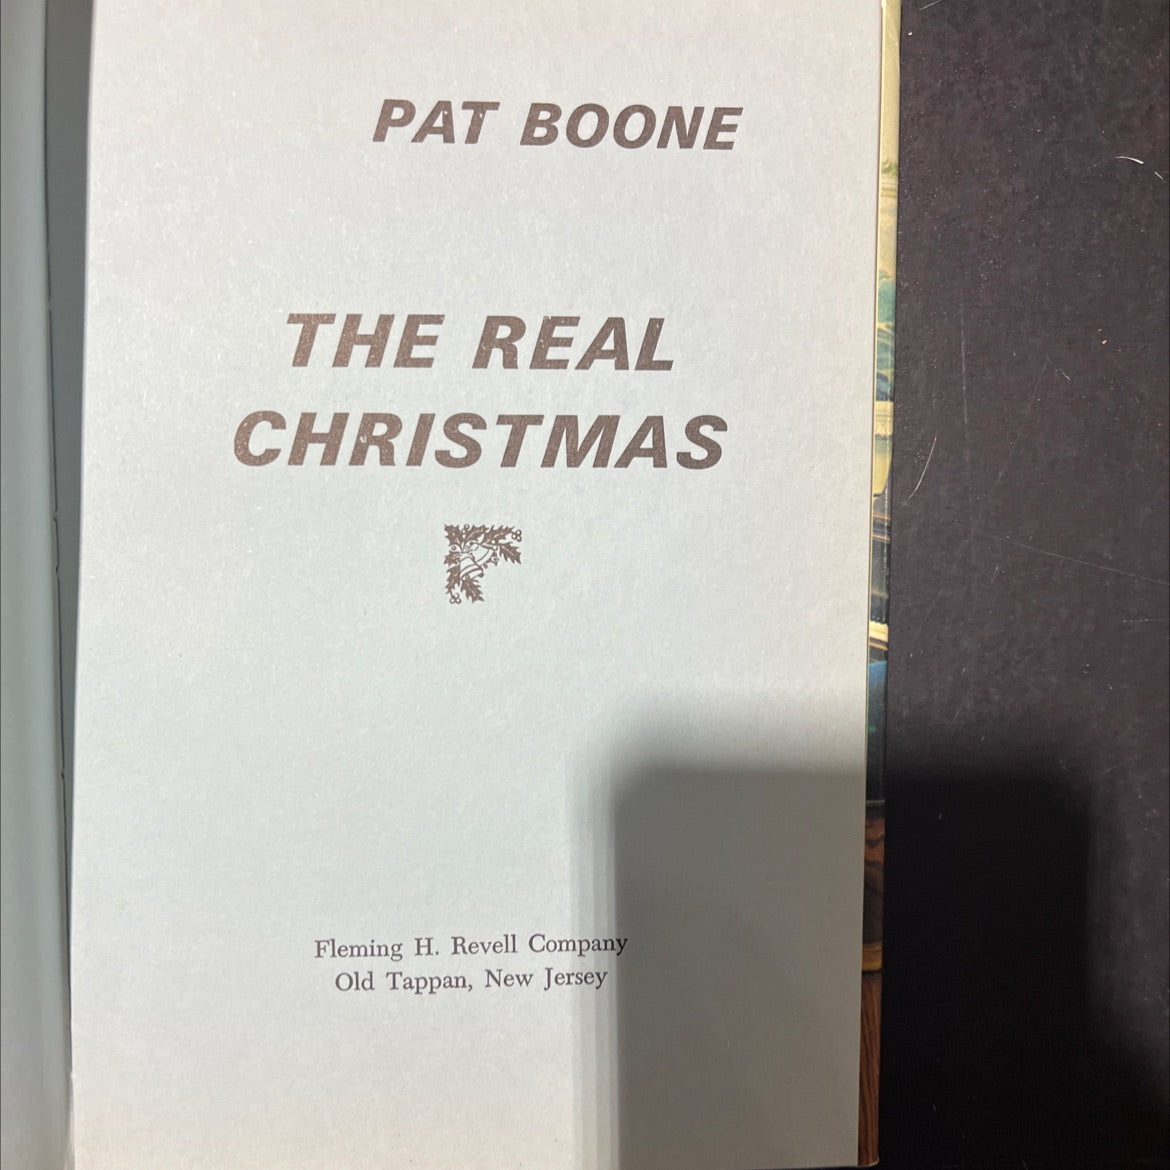 PAT BOONE
THE REAL
CHRISTMAS
Fleming H. Revell Company
Old Tappan, New Jersey